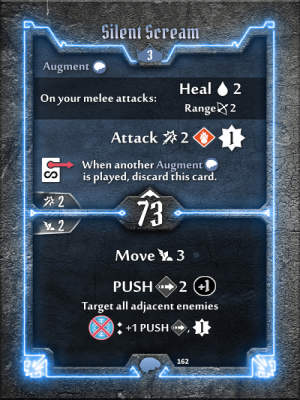 Silent Scream
3
Augment
On your melee attacks:
Heal 2
Range 2
Attack 2 1
When another Augment
is played, discard this card.
2
73
2
Move 3
PUSH 2 +1
Target all adjacent enemies
: +1 PUSH , 1
162